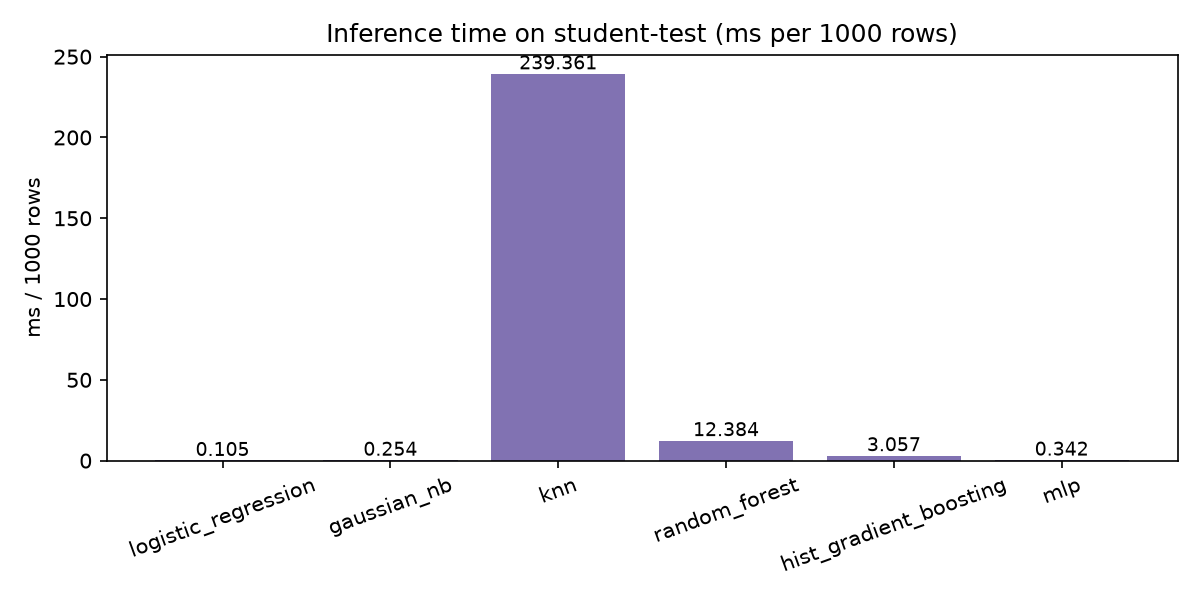 Inference time on student-test (ms per 1000 rows)
ms / 1000 rows
250
200
150
100
50
0
0.105
0.254
239.361
12.384
3.057
0.342
logistic_regression
gaussian_nb
knn
random_forest
hist_gradient_boosting
mlp